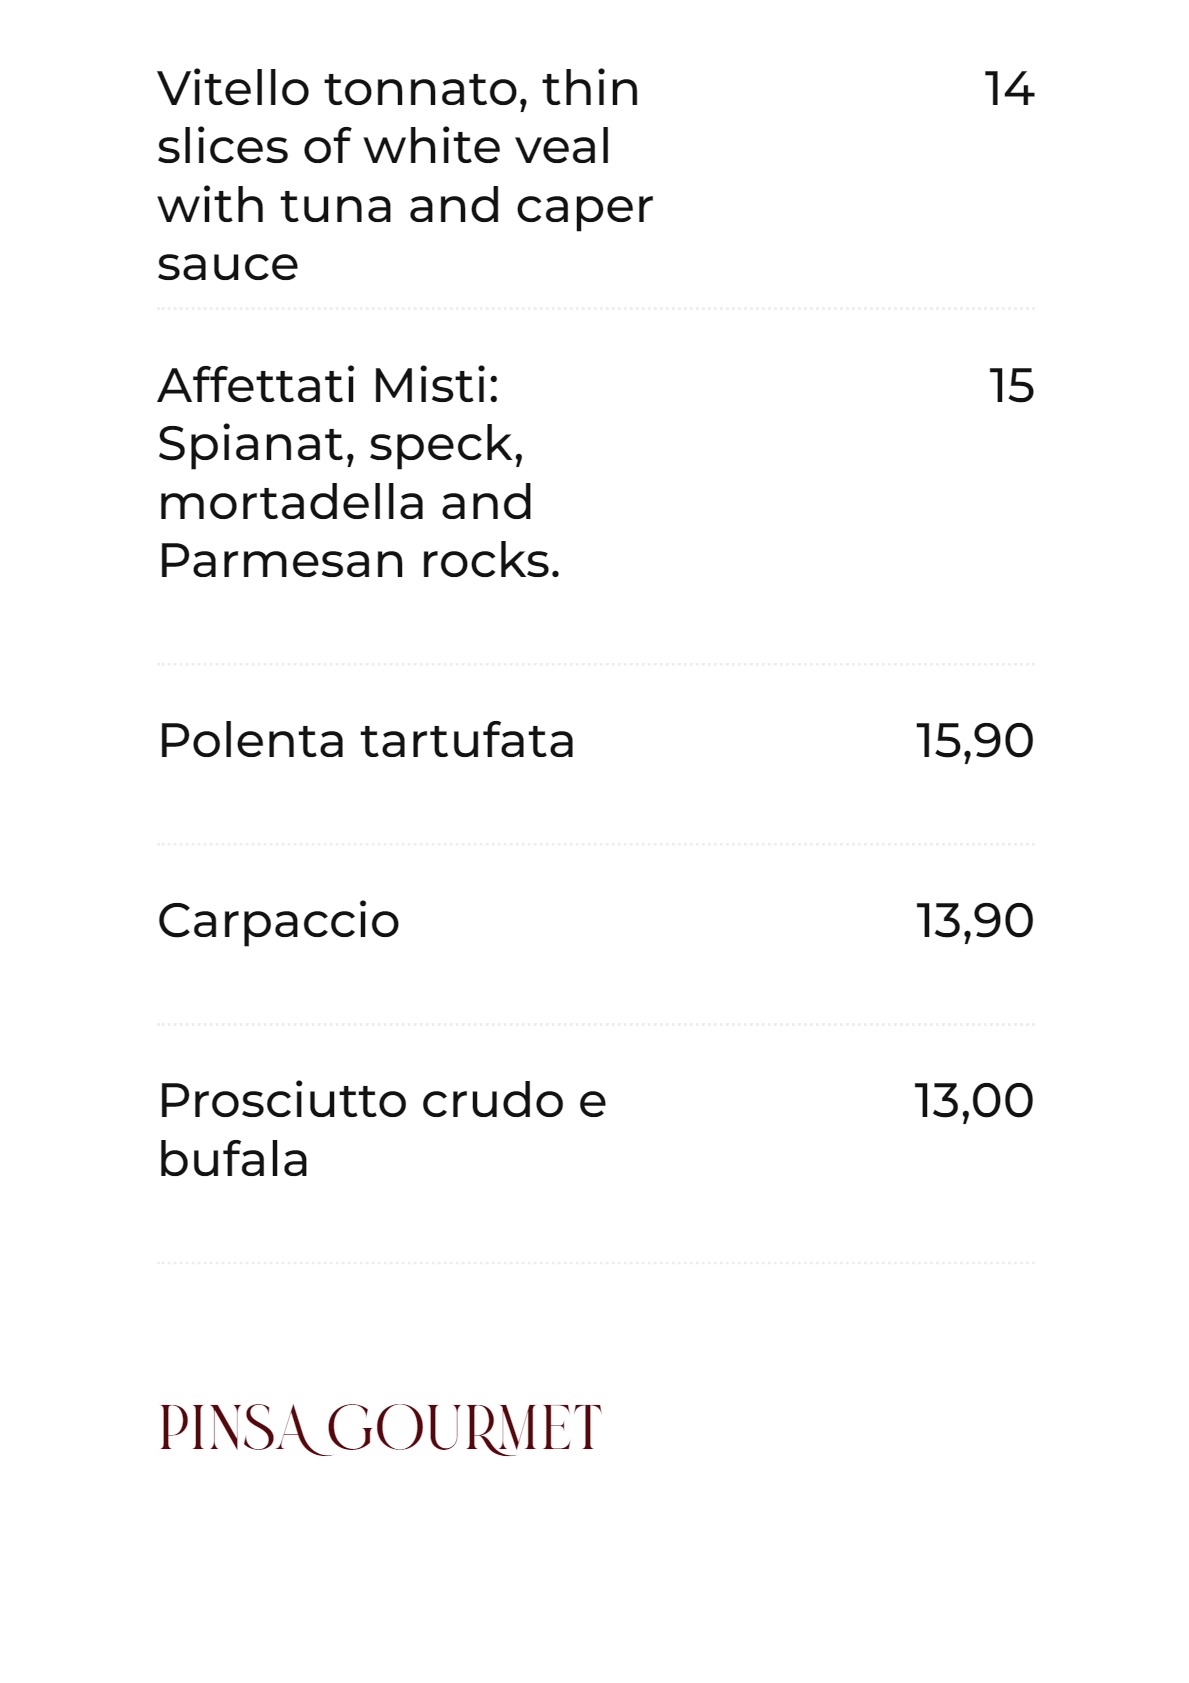 Vitello tonnato, thin 14
slices of white veal
with tuna and caper
sauce
Affettati Misti: 15
Spianat, speck,
mortadella and
Parmesan rocks.
Polenta tartufata 15,90
Carpaccio 13,90
Prosciutto crudo e 13,00
bufala
PINSA GOURMET